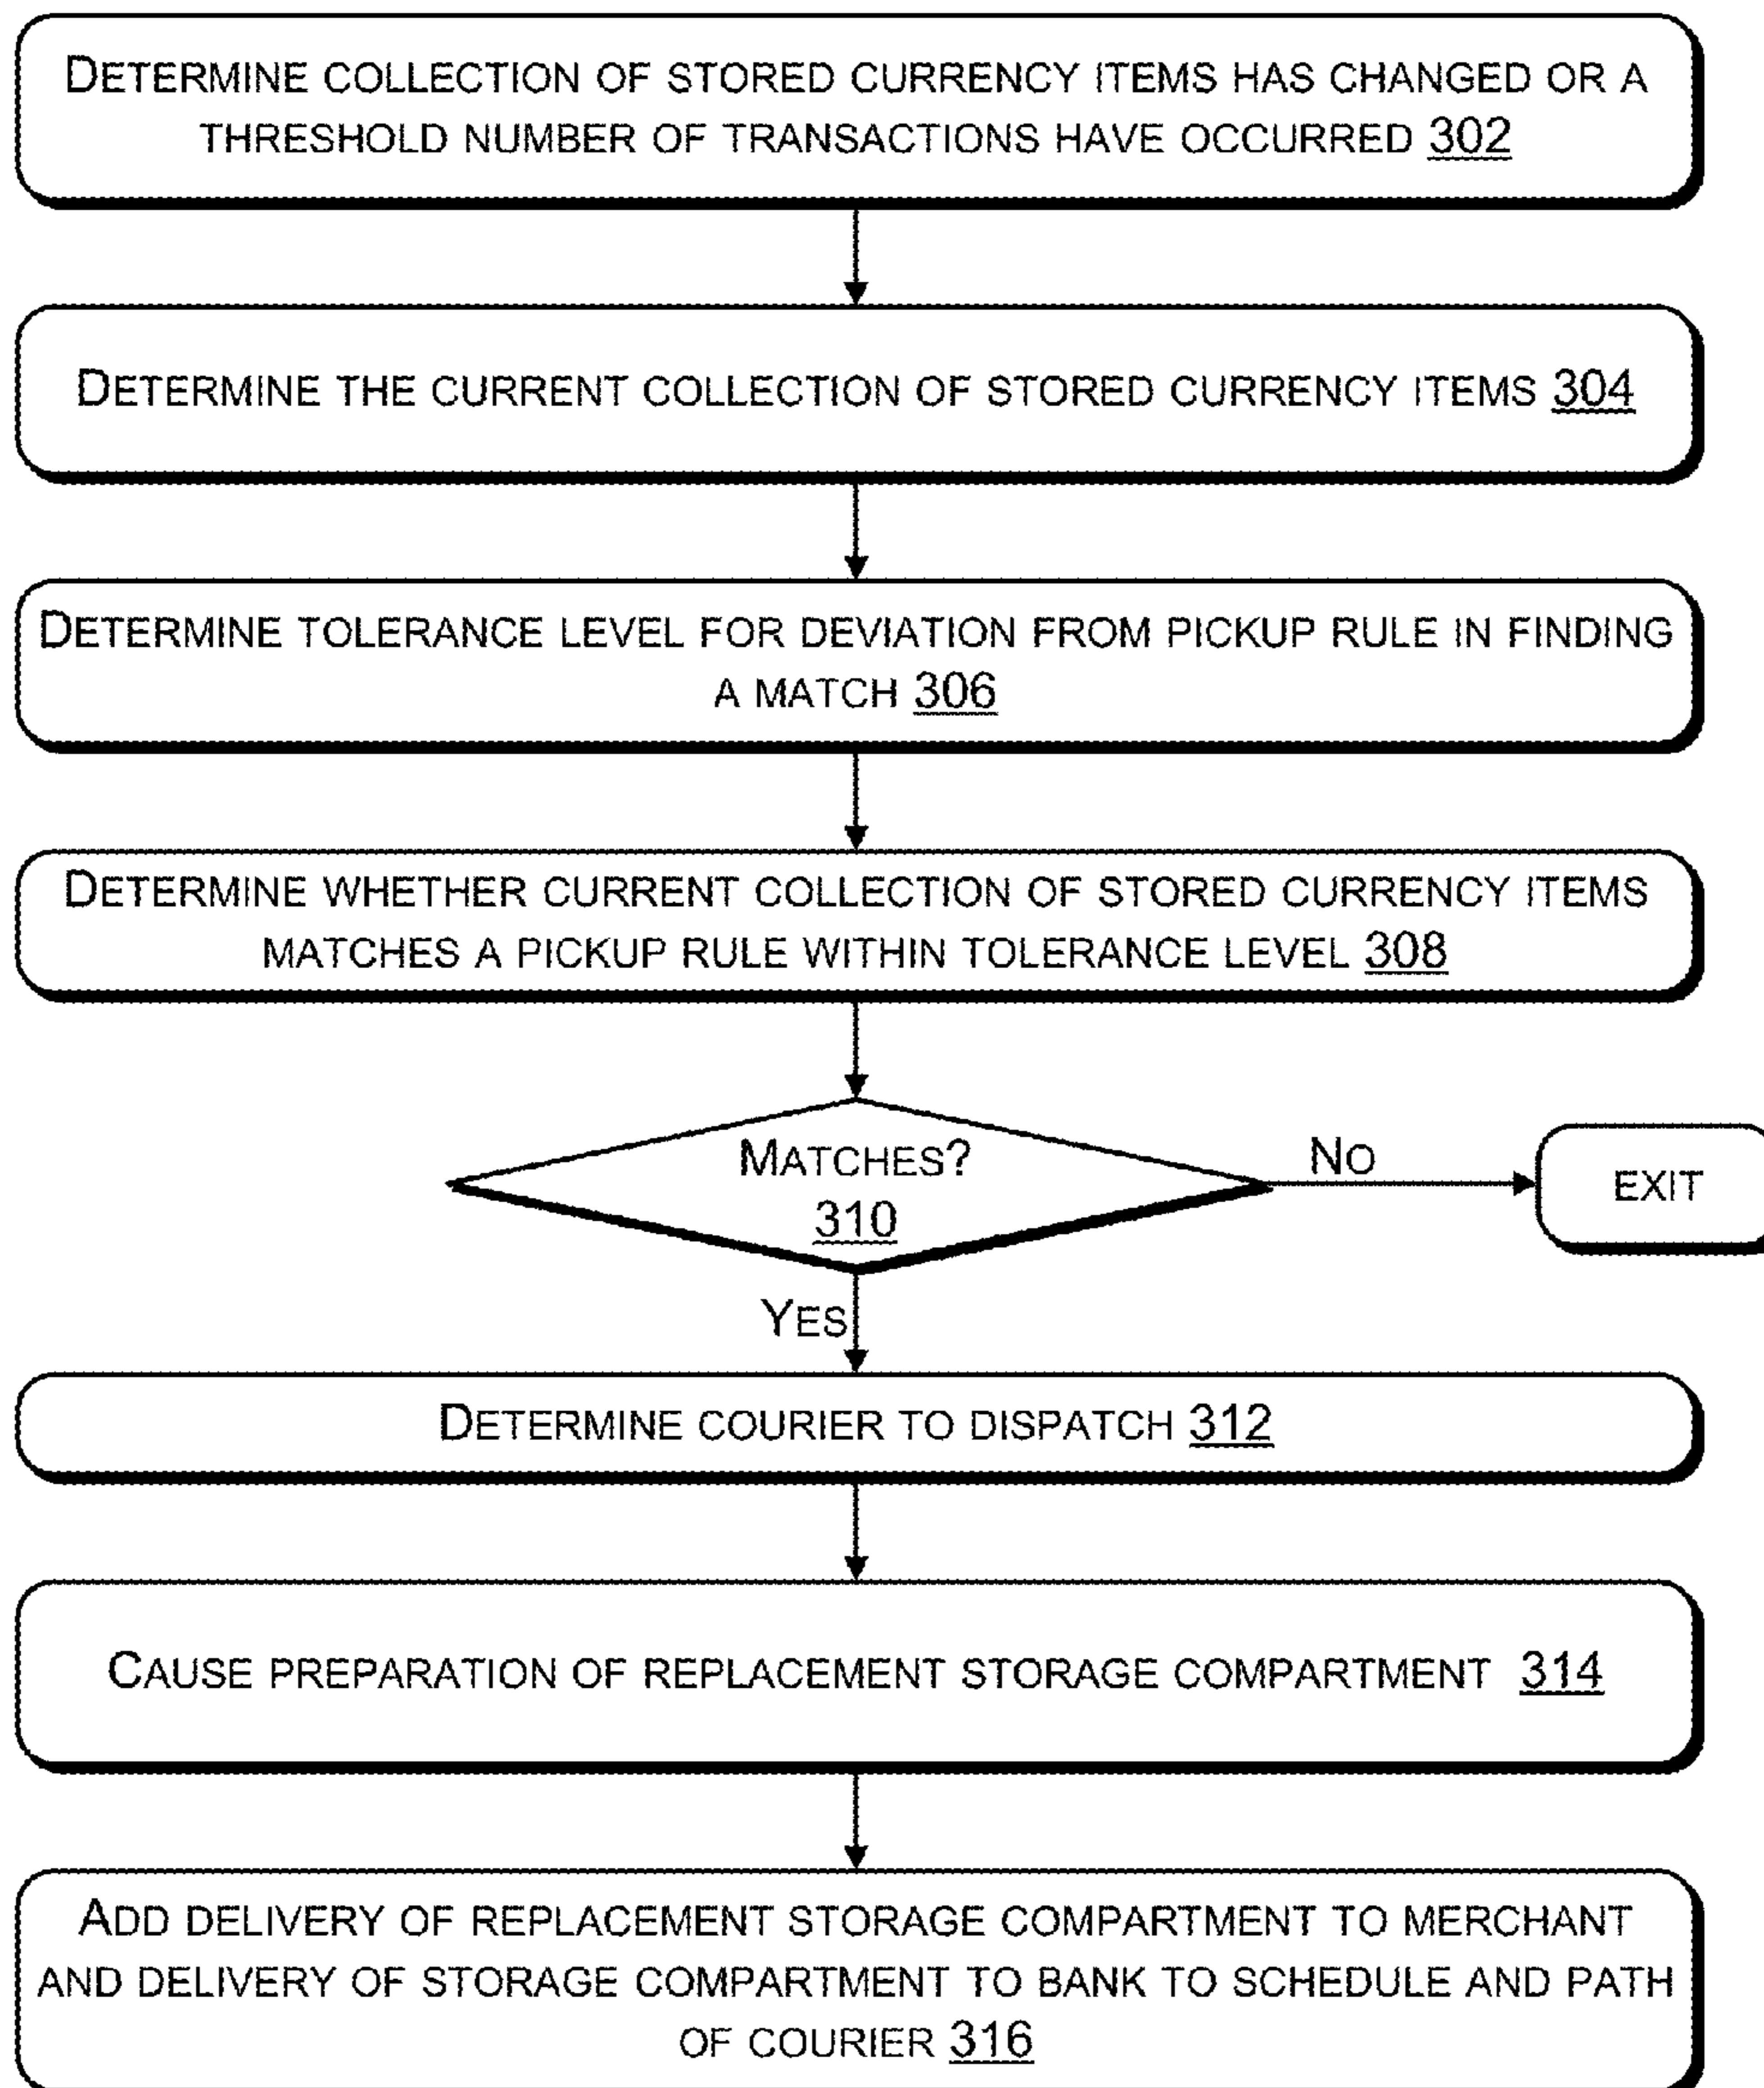 DETERMINE COLLECTION OF STORED CURRENCY ITEMS HAS CHANGED OR A
THRESHOLD NUMBER OF TRANSACTIONS HAVE OCCURRED 302
DETERMINE THE CURRENT COLLECTION OF STORED CURRENCY ITEMS 304
DETERMINE TOLERANCE LEVEL FOR DEVIATION FROM PICKUP RULE IN FINDING
A MATCH 306
DETERMINE WHETHER CURRENT COLLECTION OF STORED CURRENCY ITEMS
MATCHES A PICKUP RULE WITHIN TOLERANCE LEVEL 308
MATCHES?
310
NO
EXIT
YES
DETERMINE COURIER TO DISPATCH 312
CAUSE PREPARATION OF REPLACEMENT STORAGE COMPARTMENT 314
ADD DELIVERY OF REPLACEMENT STORAGE COMPARTMENT TO MERCHANT
AND DELIVERY OF STORAGE COMPARTMENT TO BANK TO SCHEDULE AND PATH
OF COURIER 316